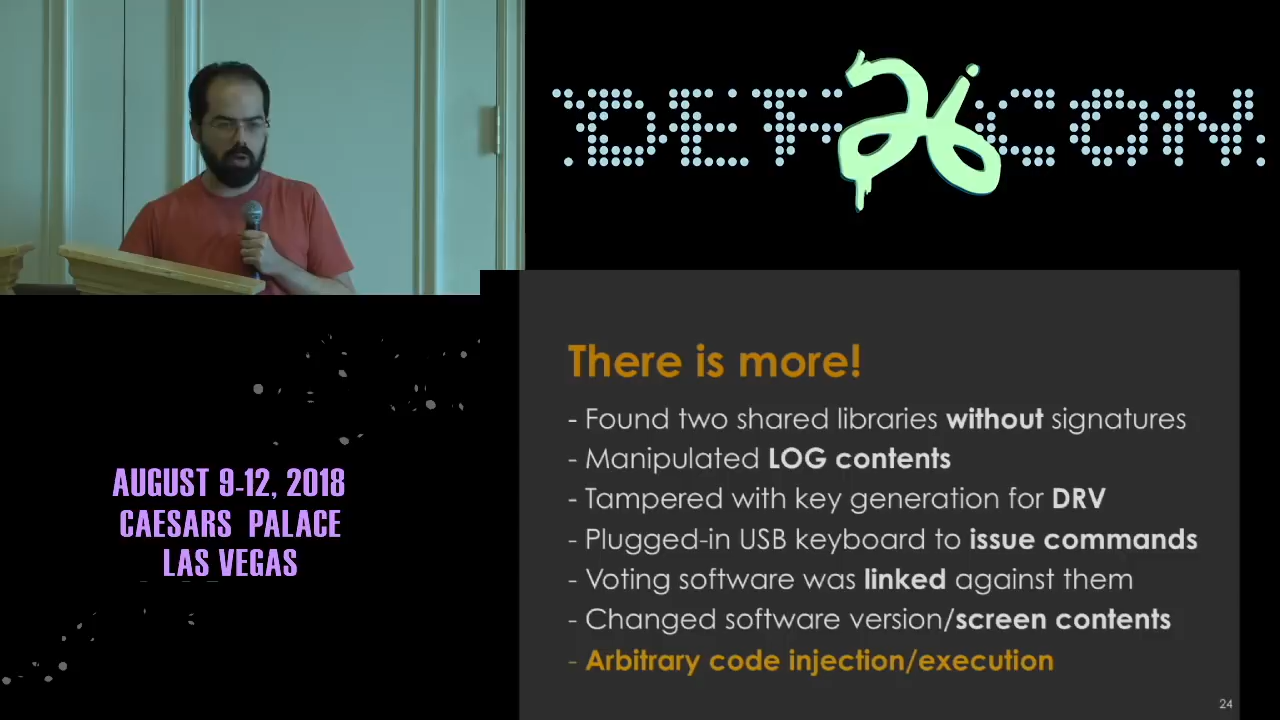 DEF 26 CON
There is more!
- Found two shared libraries without signatures
- Manipulated LOG contents
- Tampered with key generation for DRV
- Plugged-in USB keyboard to issue commands
- Voting software was linked against them
- Changed software version/screen contents
- Arbitrary code injection/execution
24
AUGUST 9-12, 2018
CAESARS PALACE
LAS VEGAS